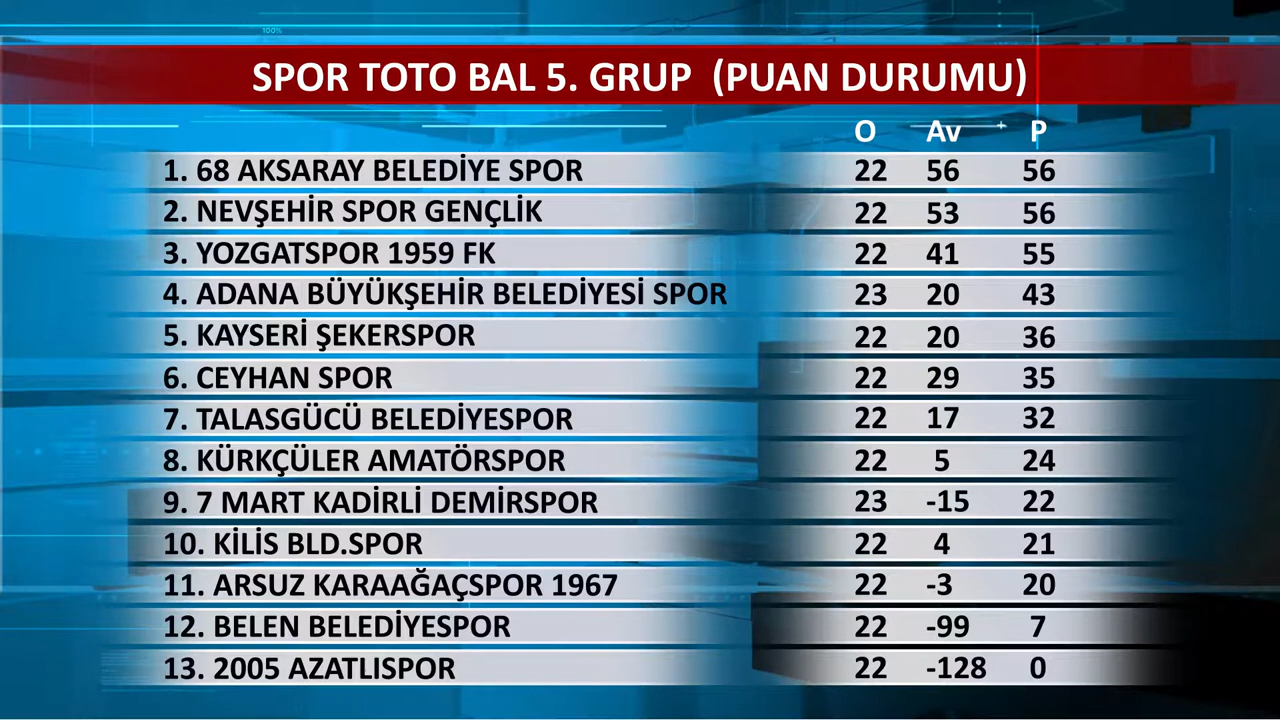 100%
SPOR TOTO BAL 5. GRUP (PUAN DURUMU)
O Av P
1. 68 AKSARAY BELEDİYE SPOR 22 56 56
2. NEVŞEHİR SPOR GENÇLİK 22 53 56
3. YOZGATSPOR 1959 FK 22 41 55
4. ADANA BÜYÜKŞEHİR BELEDİYESİ SPOR 23 20 43
5. KAYSERİ ŞEKERSPOR 22 20 36
6. CEYHAN SPOR 22 29 35
7. TALASGÜCÜ BELEDİYESPOR 22 17 32
8. KÜRKÇÜLER AMATÖRSPOR 22 5 24
9. 7 MART KADİRLİ DEMİRSPOR 23 -15 22
10. KİLİS BLD.SPOR 22 4 21
11. ARSUZ KARAAĞAÇSPOR 1967 22 -3 20
12. BELEN BELEDİYESPOR 22 -99 7
13. 2005 AZATLISPOR 22 -128 0